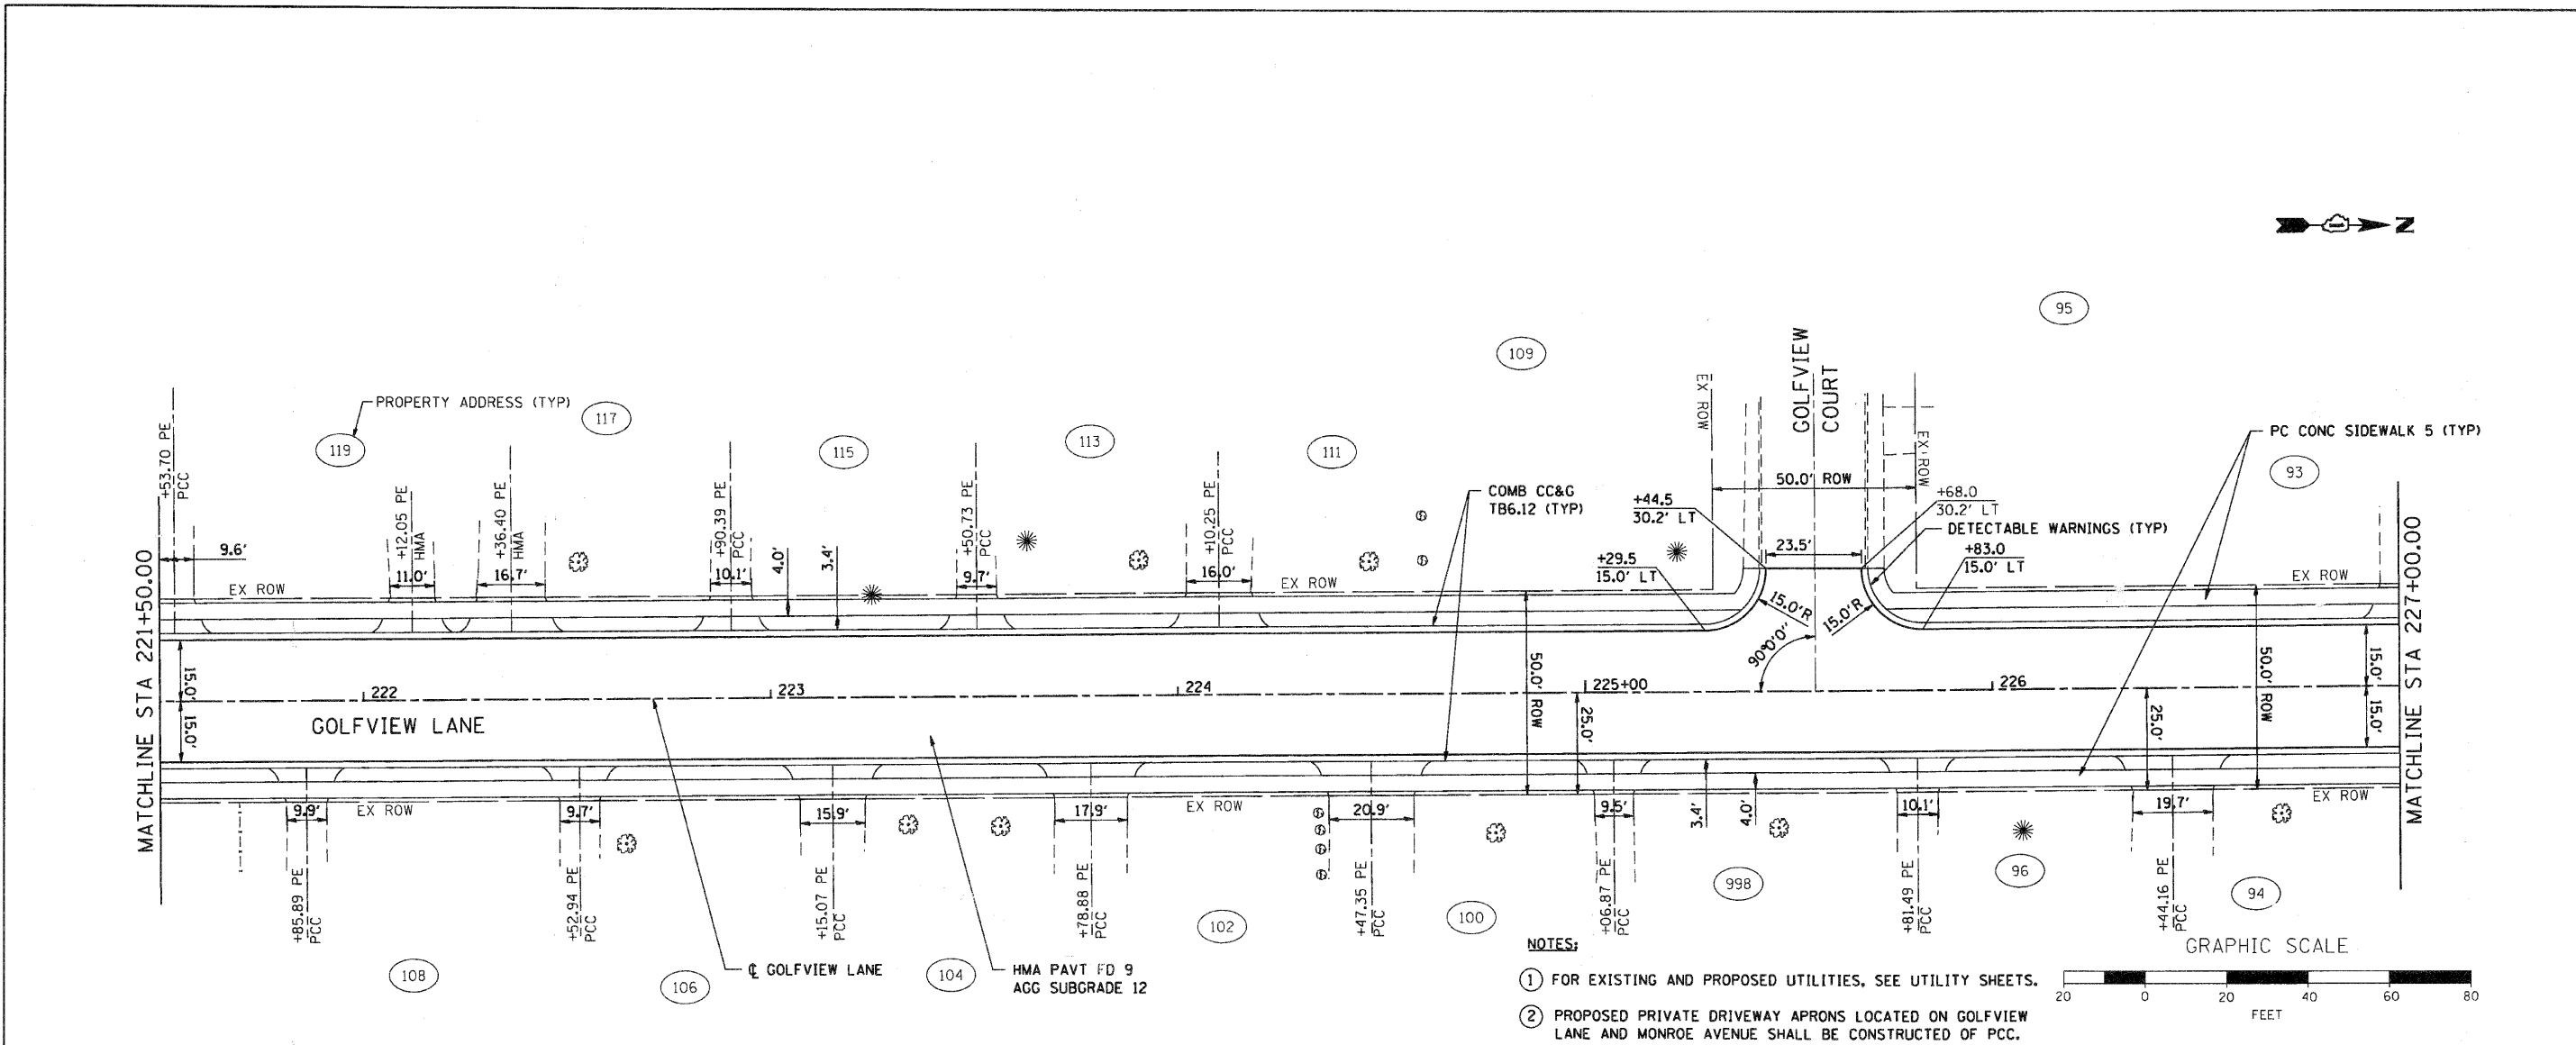 N
95
109
GOLFVIEW
COURT
EX ROW
EX ROW
50.0' ROW
PROPERTY ADDRESS (TYP)
119
117
115
113
111
PC CONC SIDEWALK 5 (TYP)
93
+53.70 PE
PCC
+12.05 PE
HMA
+36.40 PE
HMA
+90.39 PE
PCC
+50.73 PE
PCC
+10.25 PE
PCC
COMB CC&G
TB6.12 (TYP)
+44.5
30.2' LT
+68.0
30.2' LT
DETECTABLE WARNINGS (TYP)
+29.5
15.0' LT
+83.0
15.0' LT
23.5'
9.6'
11.0'
16.7'
10.1'
4.0'
3.4'
9.7'
16.0'
EX ROW
EX ROW
EX ROW
15.0'R
15.0'R
90°0'0"
MATCHLINE STA 221+50.00
MATCHLINE STA 227+00.00
15.0'
15.0'
222
223
224
225+00
226
GOLFVIEW LANE
50.0' ROW
25.0'
25.0'
50.0' ROW
15.0'
15.0'
9.9'
EX ROW
9.7'
15.9'
17.9'
EX ROW
20.9'
9.5'
3.4'
4.0'
10.1'
19.7'
EX ROW
+85.89 PE
PCC
+52.94 PE
PCC
+15.07 PE
PCC
+78.88 PE
PCC
+47.35 PE
PCC
+06.87 PE
PCC
+81.49 PE
PCC
+44.16 PE
PCC
108
106
104
102
100
998
96
94
℄ GOLFVIEW LANE
HMA PAVT FD 9
AGG SUBGRADE 12
NOTES:
1 FOR EXISTING AND PROPOSED UTILITIES, SEE UTILITY SHEETS.
2 PROPOSED PRIVATE DRIVEWAY APRONS LOCATED ON GOLFVIEW
LANE AND MONROE AVENUE SHALL BE CONSTRUCTED OF PCC.
GRAPHIC SCALE
20 0 20 40 60 80
FEET